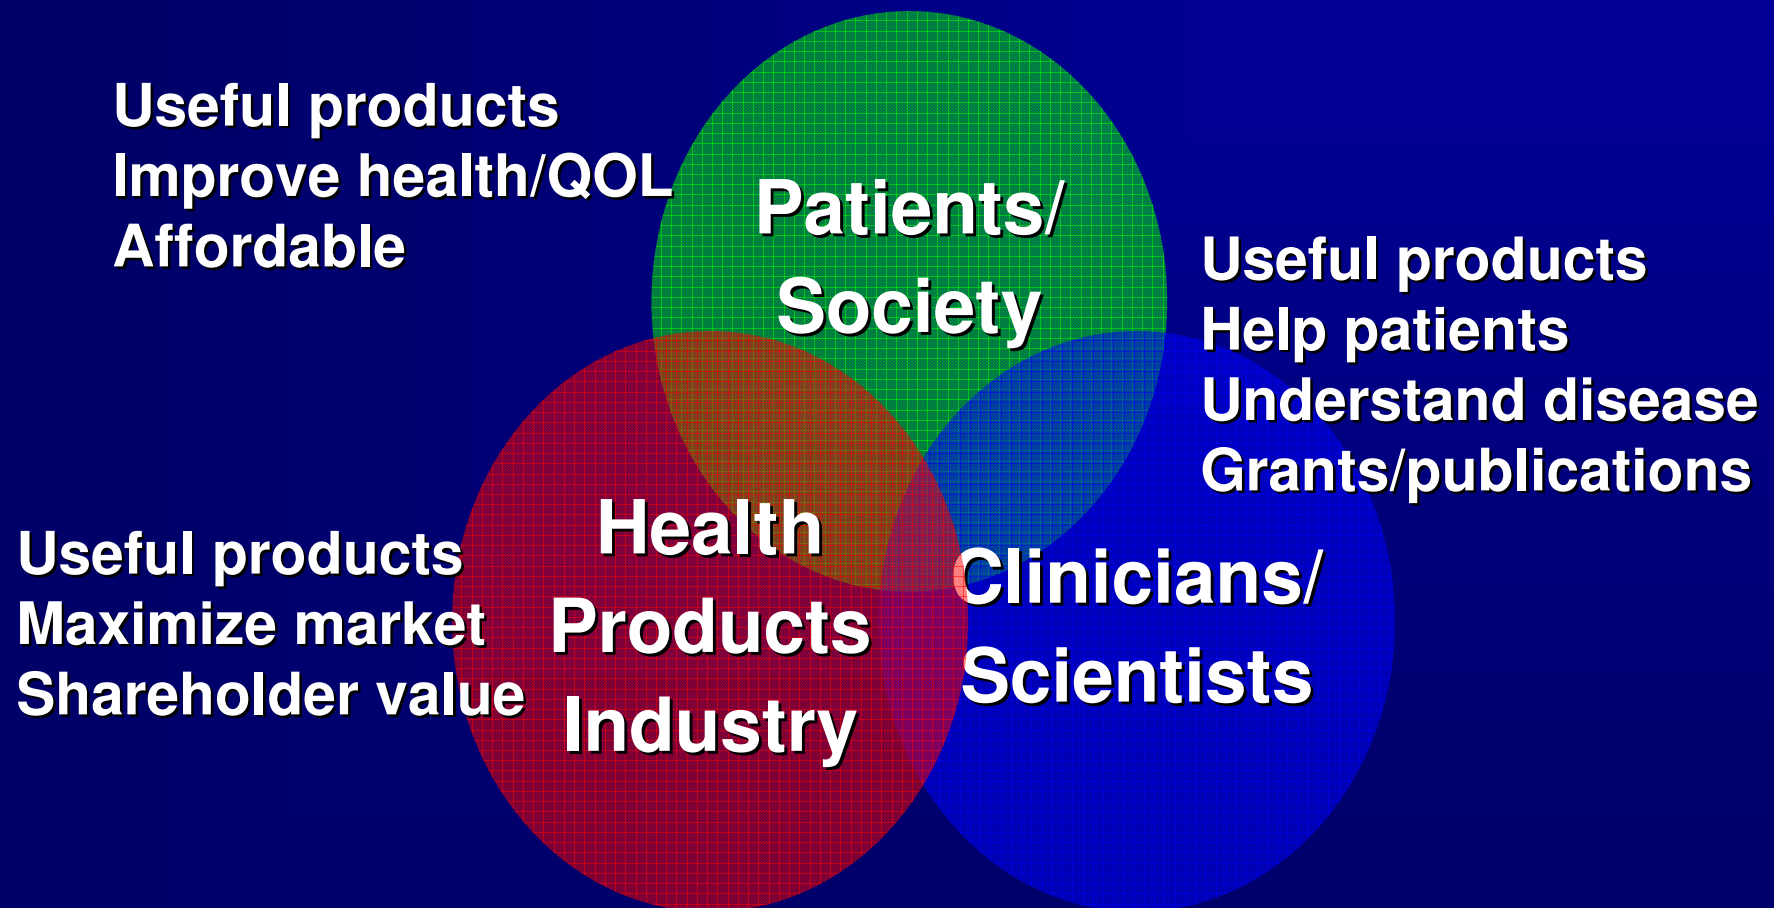 Useful products
Improve health/QOL
Affordable
Patients/
Society
Useful products
Help patients
Understand disease
Grants/publications
Useful products
Maximize market
Shareholder value
Health
Products
Industry
Clinicians/
Scientists